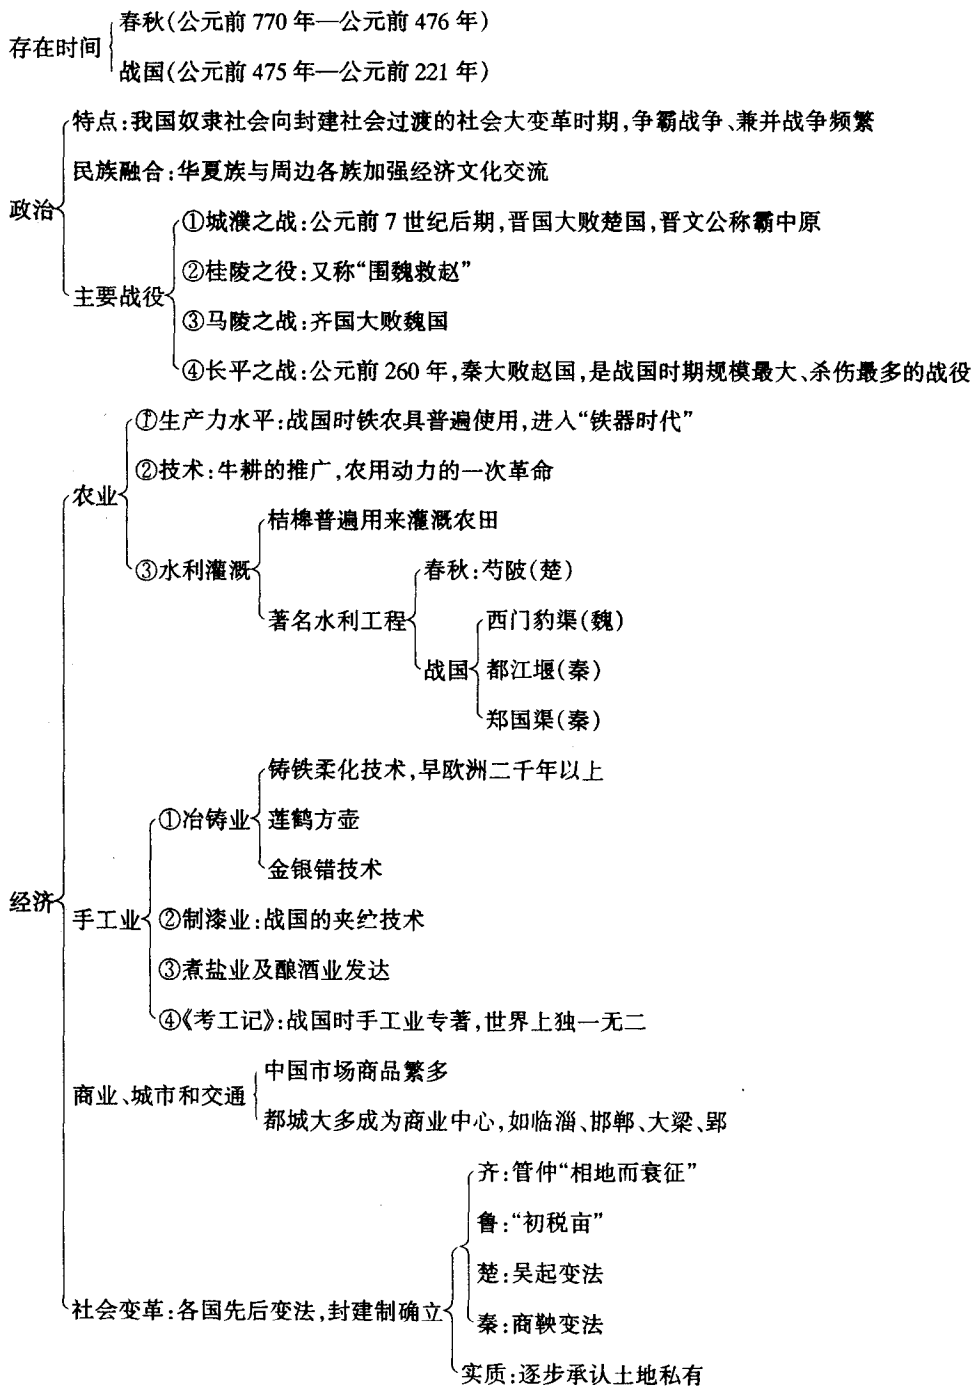 存在时间
春秋(公元前 770 年—公元前 476 年)
战国(公元前 475 年—公元前 221 年)
政治
特点:我国奴隶社会向封建社会过渡的社会大变革时期,争霸战争、兼并战争频繁
民族融合:华夏族与周边各族加强经济文化交流
主要战役
①城濮之战:公元前 7 世纪后期,晋国大败楚国,晋文公称霸中原
②桂陵之役:又称“围魏救赵”
③马陵之战:齐国大败魏国
④长平之战:公元前 260 年,秦大败赵国,是战国时期规模最大、杀伤最多的战役
经济
农业
①生产力水平:战国时铁农具普遍使用,进入“铁器时代”
②技术:牛耕的推广,农用动力的一次革命
③水利灌溉
桔槔普遍用来灌溉农田
著名水利工程
春秋:芍陂(楚)
战国
西门豹渠(魏)
都江堰(秦)
郑国渠(秦)
手工业
①冶铸业
铸铁柔化技术,早欧洲二千年以上
莲鹤方壶
金银错技术
②制漆业:战国的夹纻技术
③煮盐业及酿酒业发达
④《考工记》:战国时手工业专著,世界上独一无二
商业、城市和交通
中国市场商品繁多
都城大多成为商业中心,如临淄、邯郸、大梁、郢
社会变革:各国先后变法,封建制确立
齐:管仲“相地而衰征”
鲁:“初税亩”
楚:吴起变法
秦:商鞅变法
实质:逐步承认土地私有